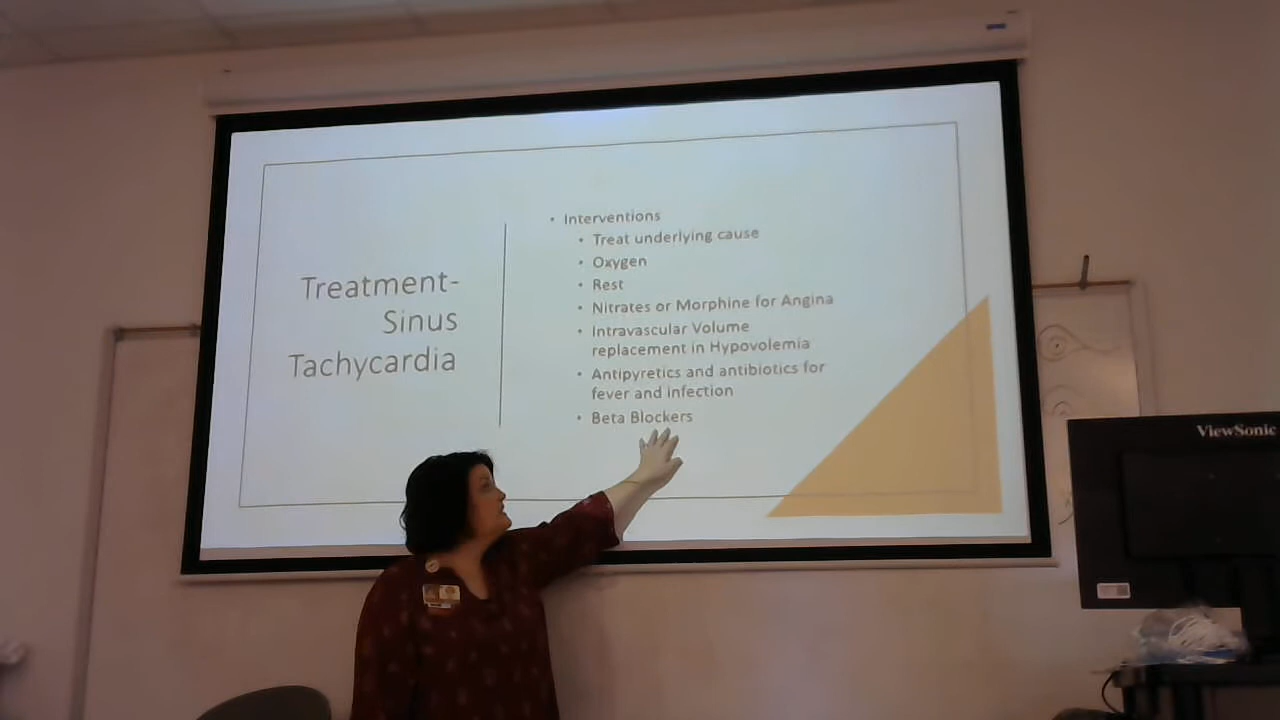 Treatment-
Sinus
Tachycardia
• Interventions
• Treat underlying cause
• Oxygen
• Rest
• Nitrates or Morphine for Angina
• Intravascular Volume
replacement in Hypovolemia
• Antipyretics and antibiotics for
fever and infection
• Beta Blockers
ViewSonic